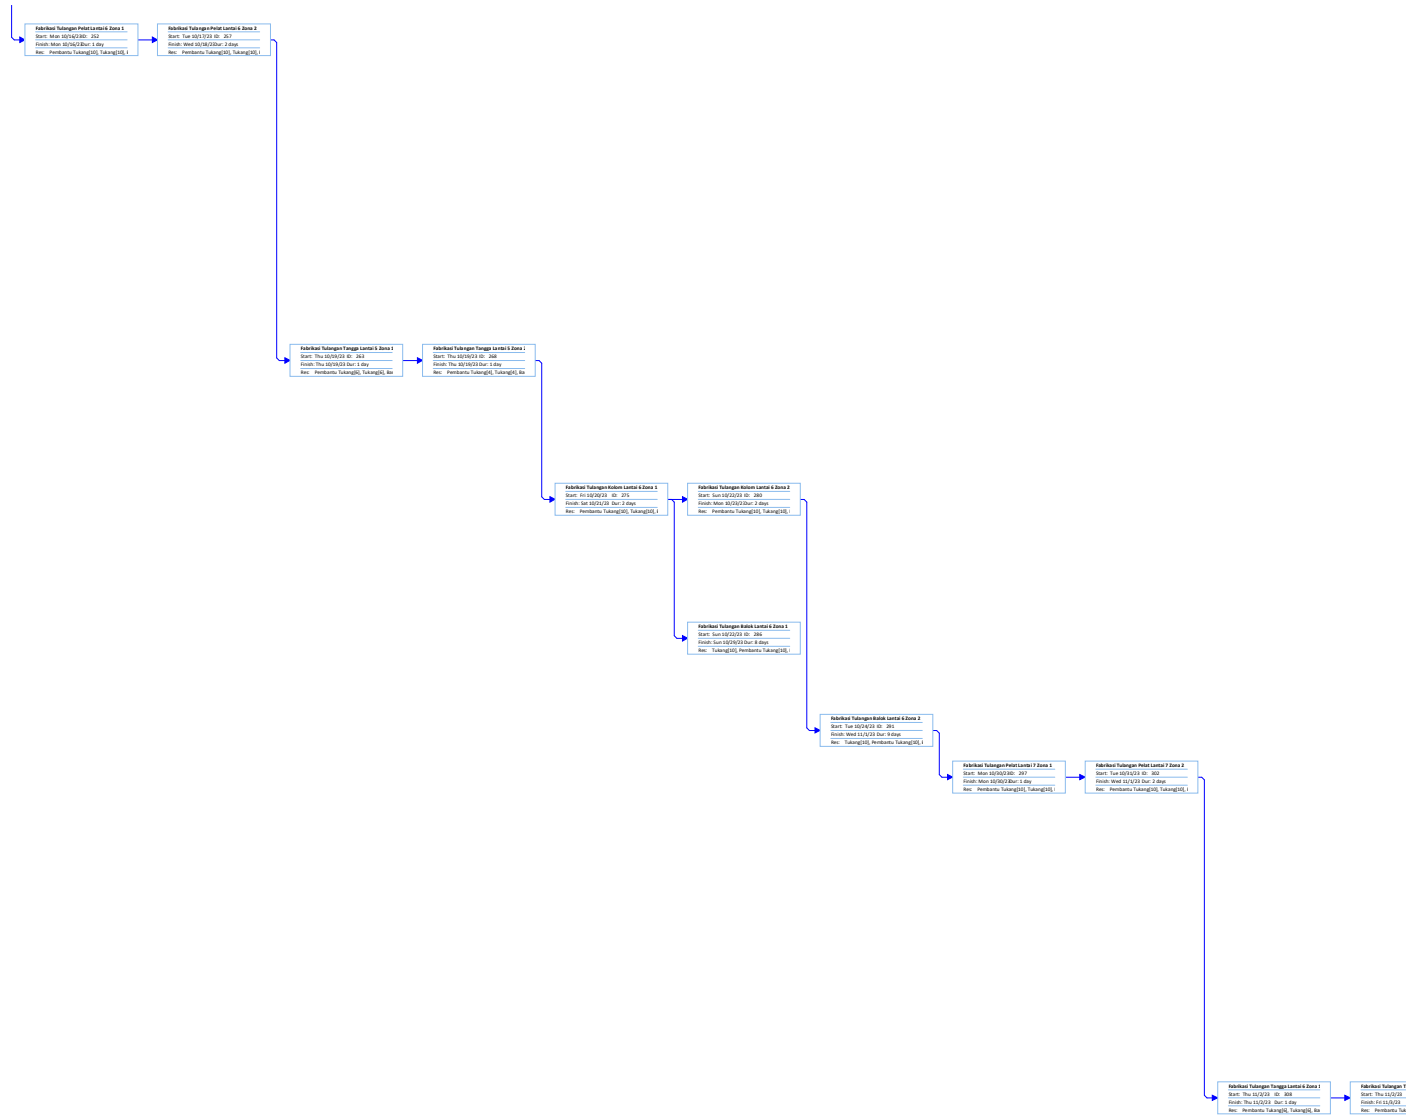 Fabrikasi Tulangan Pelat Lantai 6 Zona 1
Start: Mon 10/16/23 ID: 252
Finish: Mon 10/16/23 Dur: 1 day
Res: Pembantu Tukang[10], Tukang[10],
Fabrikasi Tulangan Pelat Lantai 6 Zona 2
Start: Tue 10/17/23 ID: 257
Finish: Wed 10/18/23 Dur: 2 days
Res: Pembantu Tukang[10], Tukang[10],
Fabrikasi Tulangan Tangga Lantai 5 Zona 1
Start: Thu 10/19/23 ID: 263
Finish: Thu 10/19/23 Dur: 1 day
Res: Pembantu Tukang[6], Tukang[6], Ba
Fabrikasi Tulangan Tangga Lantai 5 Zona
Start: Thu 10/19/23 ID: 268
Finish: Thu 10/19/23 Dur: 1 day
Res: Pembantu Tukang[4], Tukang[4], Ba
Fabrikasi Tulangan Kolom Lantai 6 Zona 1
Start: Fri 10/20/23 ID: 275
Finish: Sat 10/21/23 Dur: 2 days
Res: Pembantu Tukang[10], Tukang[10],
Fabrikasi Tulangan Kolom Lantai 6 Zona 2
Start: Sun 10/22/23 ID: 280
Finish: Mon 10/23/23 Dur: 2 days
Res: Pembantu Tukang[10], Tukang[10],
Fabrikasi Tulangan Balok Lantai 6 Zona 1
Start: Sun 10/22/23 ID: 286
Finish: Sun 10/29/23 Dur: 8 days
Res: Tukang[10], Pembantu Tukang[10],
Fabrikasi Tulangan Balok Lantai 6 Zona 2
Start: Tue 10/24/23 ID: 291
Finish: Wed 11/1/23 Dur: 9 days
Res: Tukang[10], Pembantu Tukang[10],
Fabrikasi Tulangan Pelat Lantai 7 Zona 1
Start: Mon 10/30/23 ID: 297
Finish: Mon 10/30/23 Dur: 1 day
Res: Pembantu Tukang[10], Tukang[10],
Fabrikasi Tulangan Pelat Lantai 7 Zona 2
Start: Tue 10/31/23 ID: 302
Finish: Wed 11/1/23 Dur: 2 days
Res: Pembantu Tukang[10], Tukang[10],
Fabrikasi Tulangan Tangga Lantai 6 Zona 1
Start: Thu 11/2/23 ID: 308
Finish: Thu 11/2/23 Dur: 1 day
Res: Pembantu Tukang[6], Tukang[6], Ba
Fabrikasi Tulangan T
Start: Thu 11/2/23
Finish: Fri 11/3/23
Res: Pembantu Tuk